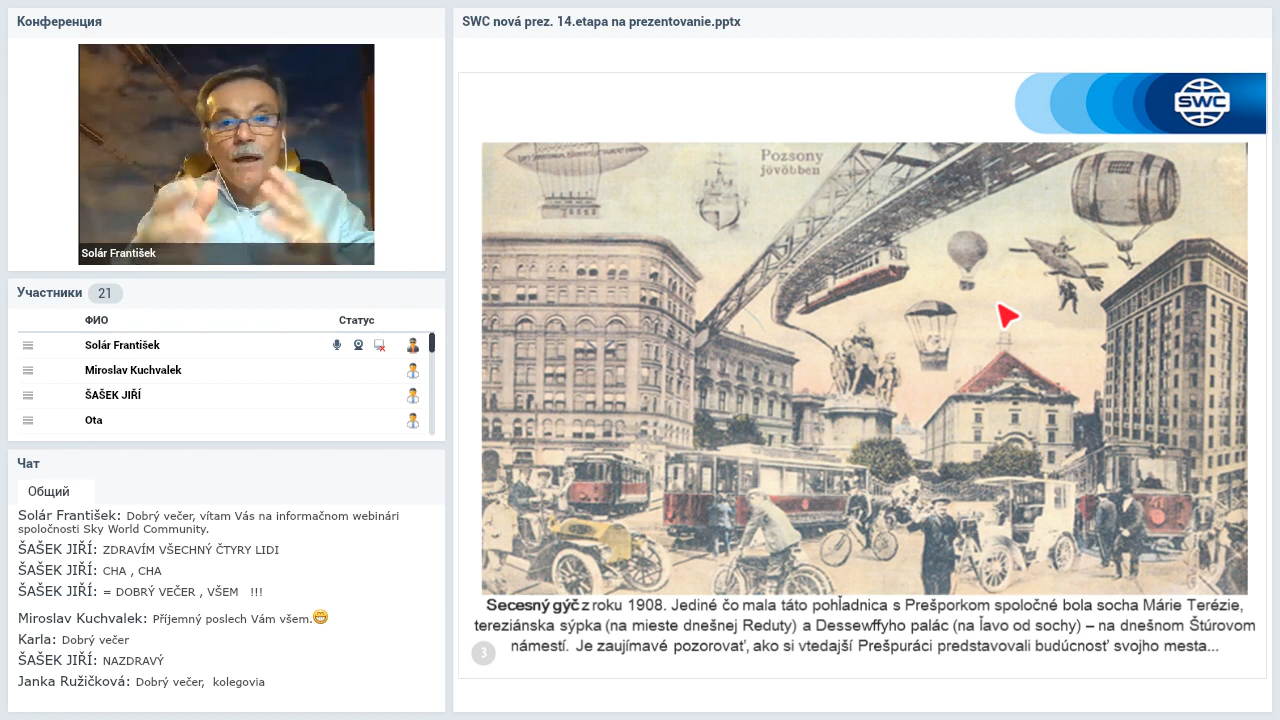 Конференция
Solár František
Участники 21
ФИО Статус
Solár František
Miroslav Kuchvalek
ŠAŠEK JIŘÍ
Ota
Чат
Общий
Solár František: Dobrý večer, vítam Vás na informačnom webinári
spoločnosti Sky World Community.
ŠAŠEK JIŘÍ: ZDRAVÍM VŠECHNÝ ČTYRY LIDI
ŠAŠEK JIŘÍ: CHA , CHA
ŠAŠEK JIŘÍ: = DOBRÝ VEČER , VŠEM !!!
Miroslav Kuchvalek: Příjemný poslech Vám všem.😁
Karla: Dobrý večer
ŠAŠEK JIŘÍ: NAZDRAVÝ
Janka Ružičková: Dobrý večer, kolegovia
SWC nová prez. 14.etapa na prezentovanie.pptx
SWC
Pozsony
jövőbben
Secesný gýč z roku 1908. Jediné čo mala táto pohľadnica s Prešporkom spoločné bola socha Márie Terézie,
tereziánska sýpka (na mieste dnešnej Reduty) a Dessewffyho palác (na ľavo od sochy) – na dnešnom Štúrovom
námestí. Je zaujímavé pozorovať, ako si vtedajší Prešpuráci predstavovali budúcnosť svojho mesta...
3